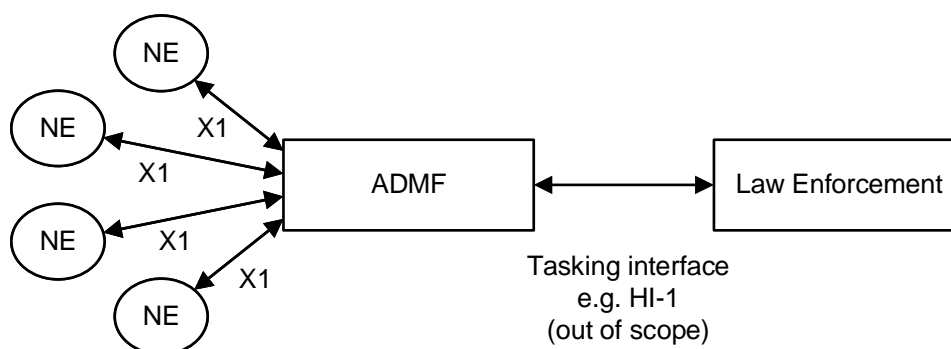 NE
X1
NE
X1
ADMF
Law Enforcement
NE
X1
NE
X1
Tasking interface
e.g. HI-1
(out of scope)